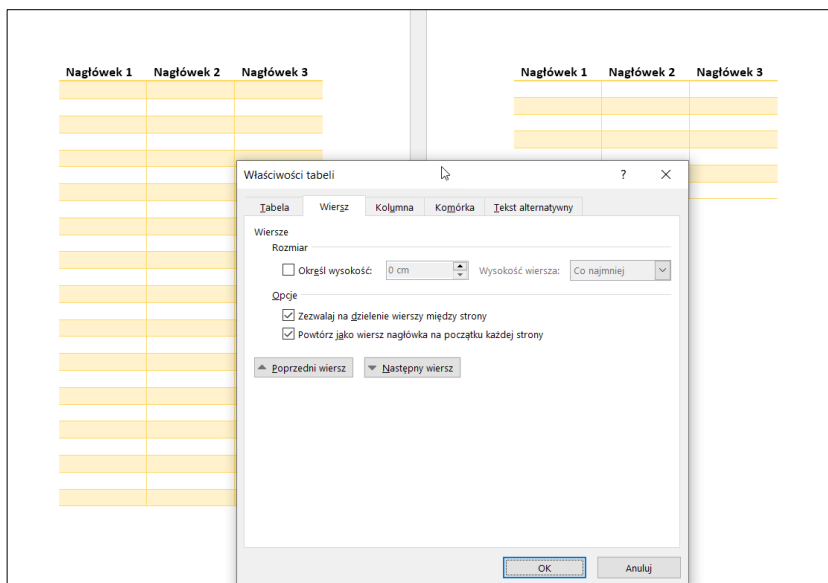 Nagłówek 1 Nagłówek 2 Nagłówek 3
Nagłówek 1 Nagłówek 2 Nagłówek 3
Właściwości tabeli
Tabela Wiersz Kolumna Komórka Tekst alternatywny
Wiersze
Rozmiar
Określ wysokość: 0 cm Wysokość wiersza: Co najmniej
Opcje
Zezwalaj na dzielenie wierszy między strony
Powtórz jako wiersz nagłówka na początku każdej strony
Poprzedni wiersz Następny wiersz
OK Anuluj